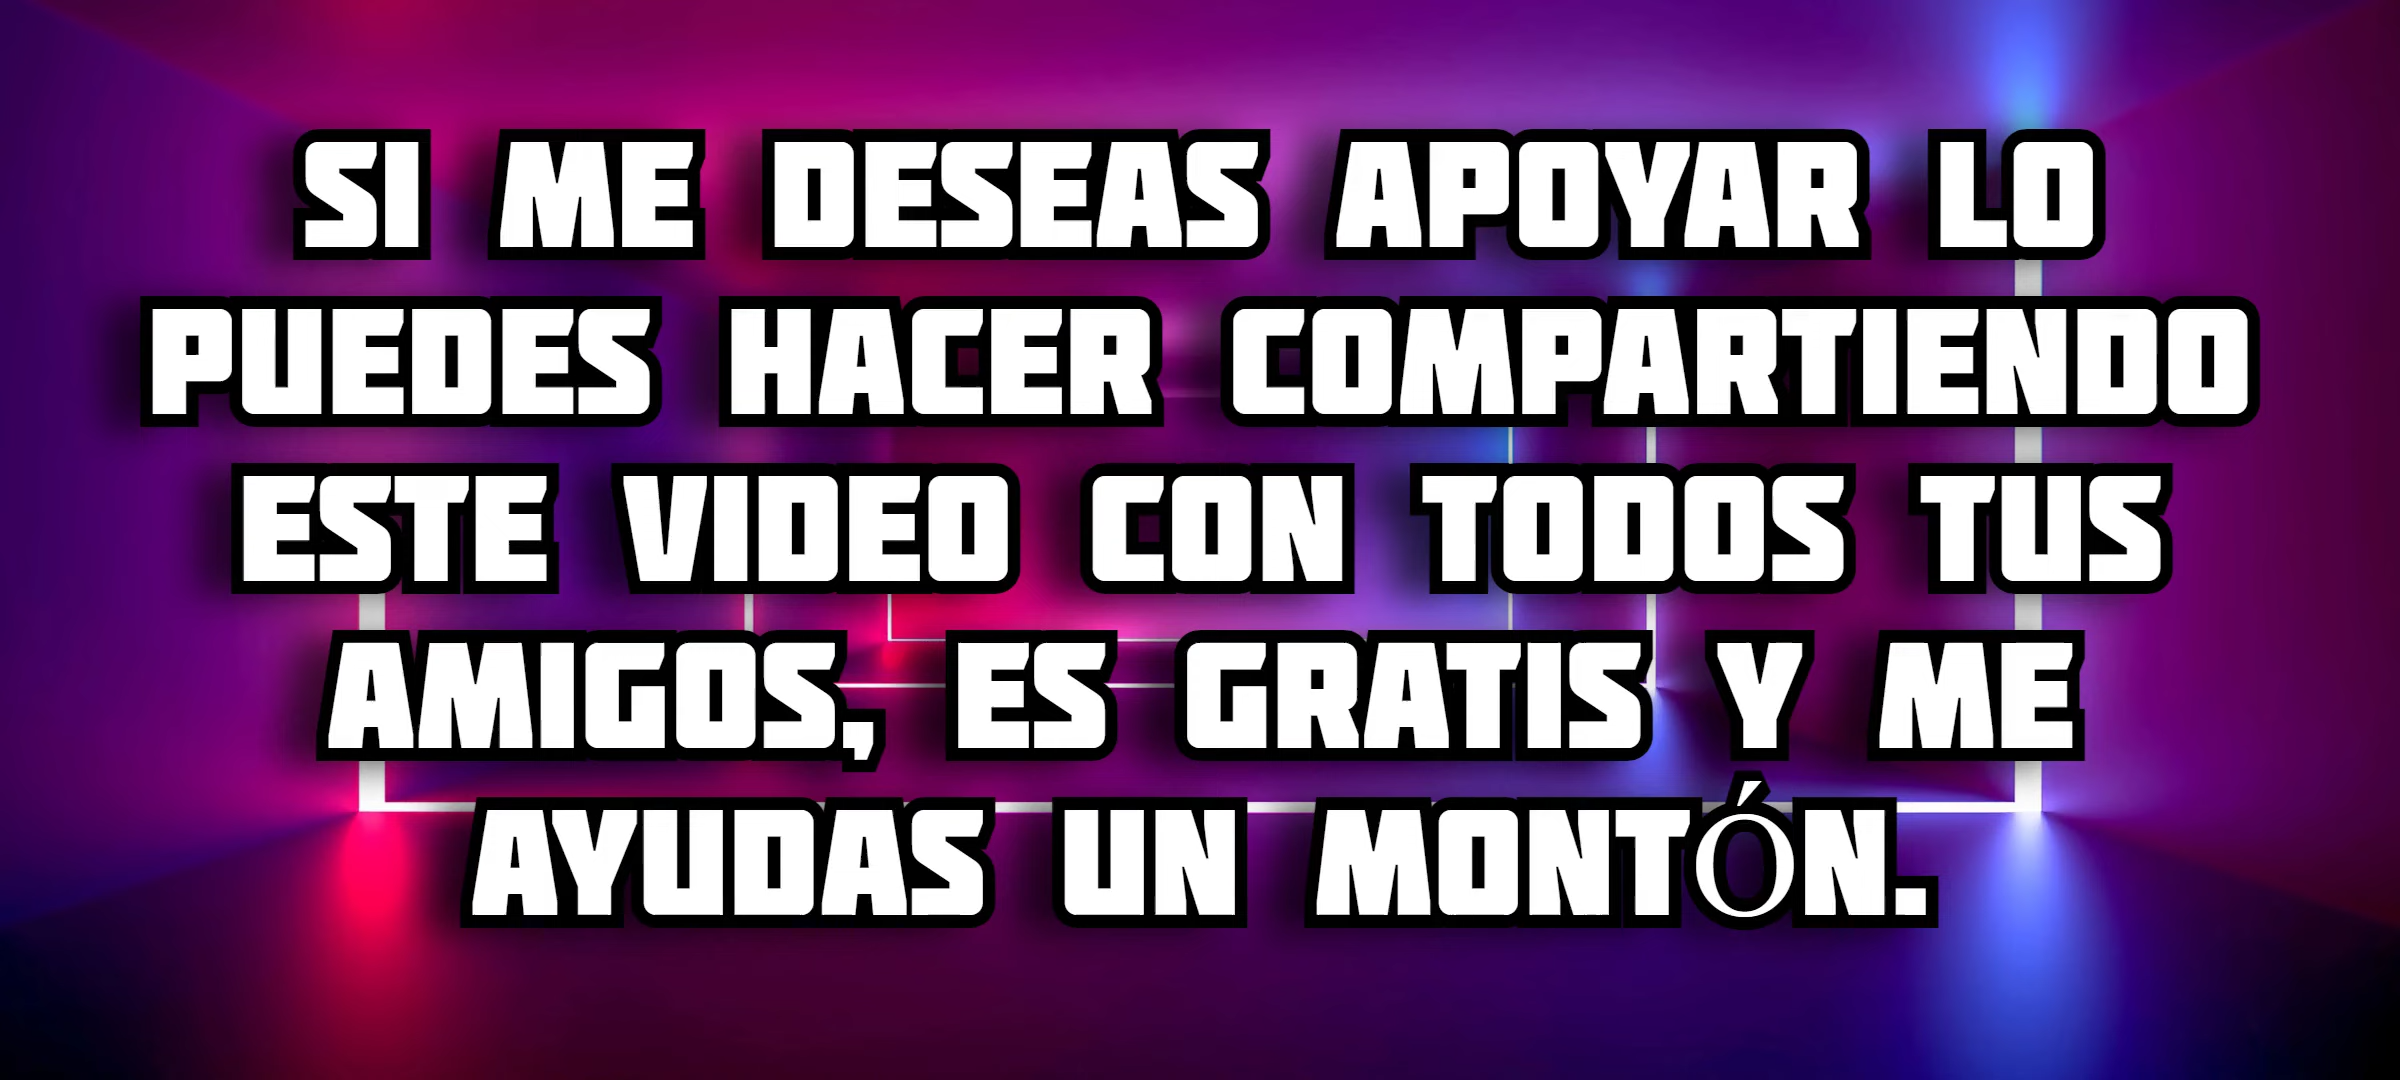 SI ME DESEAS APOYAR LO
PUEDES HACER COMPARTIENDO
ESTE VIDEO CON TODOS TUS
AMIGOS, ES GRATIS Y ME
AYUDAS UN MONTÓN.